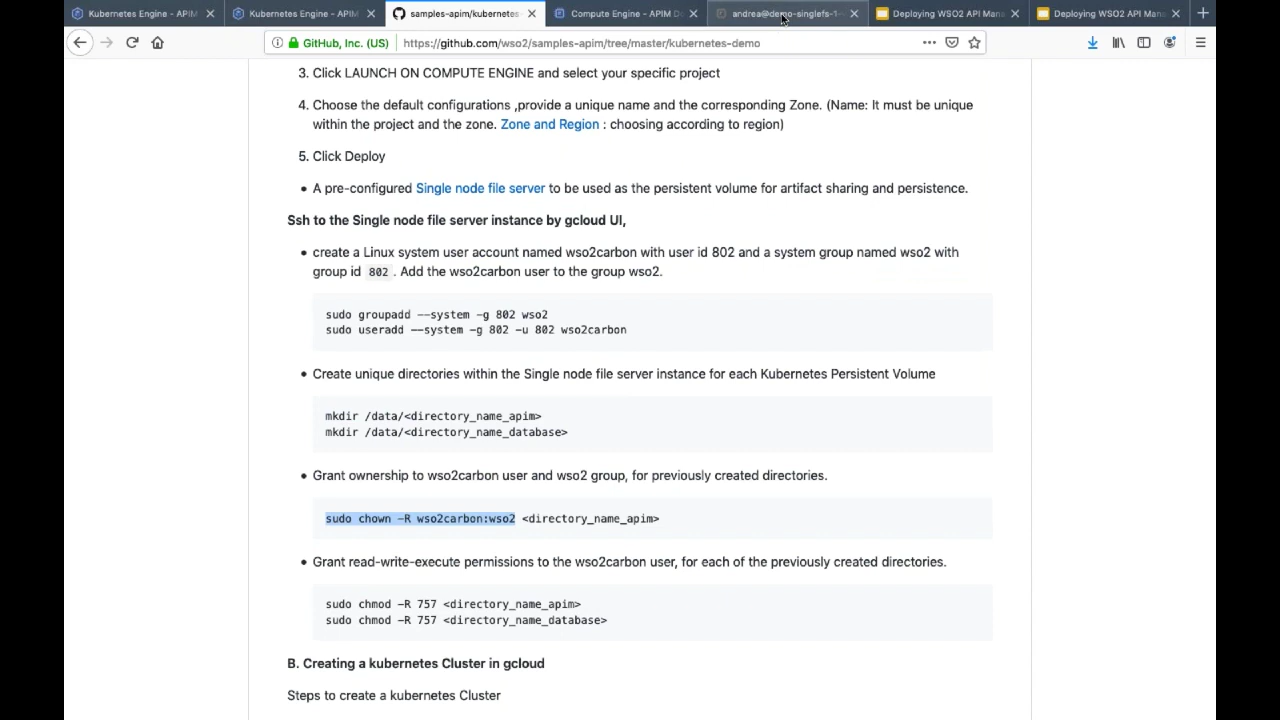 Kubernetes Engine - APIM
Kubernetes Engine - APIM
samples-apim/kubernetes-
Compute Engine - APIM D
andrea@demo-singlefs-1-
Deploying WSO2 API Mana
Deploying WSO2 API Mana
GitHub, Inc. (US)
https://github.com/wso2/samples-apim/tree/master/kubernetes-demo
3. Click LAUNCH ON COMPUTE ENGINE and select your specific project
4. Choose the default configurations ,provide a unique name and the corresponding Zone. (Name: It must be unique
within the project and the zone. Zone and Region : choosing according to region)
5. Click Deploy
• A pre-configured Single node file server to be used as the persistent volume for artifact sharing and persistence.
Ssh to the Single node file server instance by gcloud UI,
• create a Linux system user account named wso2carbon with user id 802 and a system group named wso2 with
group id 802 . Add the wso2carbon user to the group wso2.
sudo groupadd --system -g 802 wso2
sudo useradd --system -g 802 -u 802 wso2carbon
• Create unique directories within the Single node file server instance for each Kubernetes Persistent Volume
mkdir /data/<directory_name_apim>
mkdir /data/<directory_name_database>
• Grant ownership to wso2carbon user and wso2 group, for previously created directories.
sudo chown -R wso2carbon:wso2 <directory_name_apim>
• Grant read-write-execute permissions to the wso2carbon user, for each of the previously created directories.
sudo chmod -R 757 <directory_name_apim>
sudo chmod -R 757 <directory_name_database>
B. Creating a kubernetes Cluster in gcloud
Steps to create a kubernetes Cluster